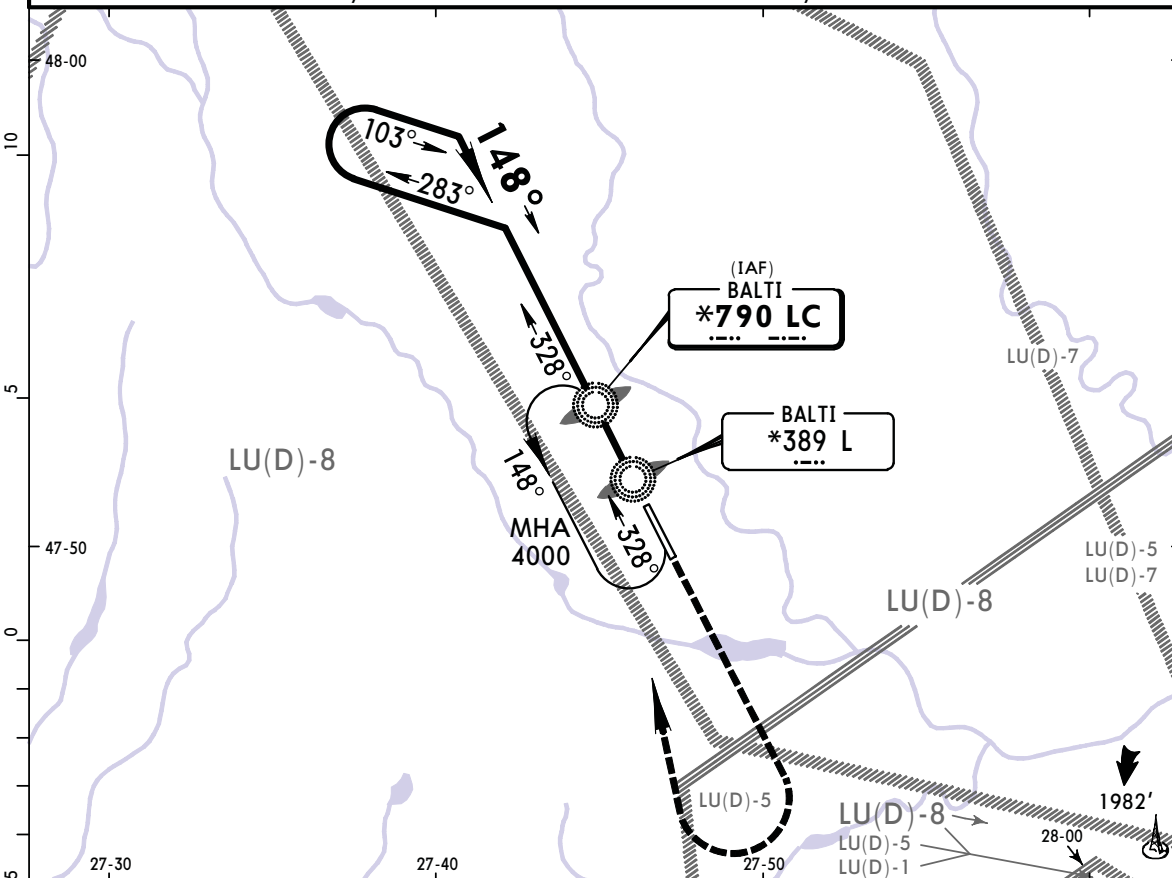 48-00
10
103°
283°
148°
(IAF)
BALTI
*790 LC
328°
LU(D)-7
5
BALTI
*389 L
LU(D)-8
148°
MHA
4000
328°
47-50
LU(D)-5
LU(D)-7
LU(D)-8
0
LU(D)-5
LU(D)-8
LU(D)-5
LU(D)-1
1982'
28-00
5
27-30
27-40
27-50